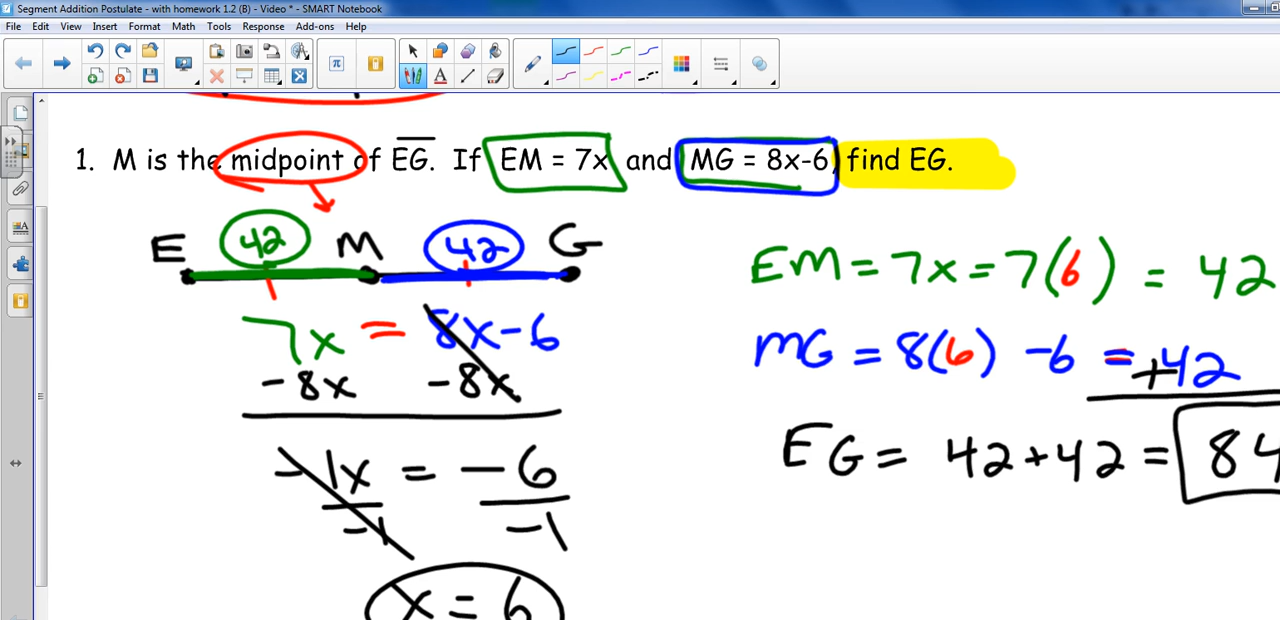 Segment Addition Postulate - with homework 1.2 (B) - Video * - SMART Notebook
File Edit View Insert Format Math Tools Response Add-ons Help
1. M is the midpoint of EG. If EM = 7x and MG = 8x-6, find EG.
E 42 M 42 G
7x = 8x-6
-8x -8x
-1x = -6
-1 -1
x = 6
EM = 7x = 7(6) = 42
MG = 8(6) -6 = +42
EG = 42+42 = 84